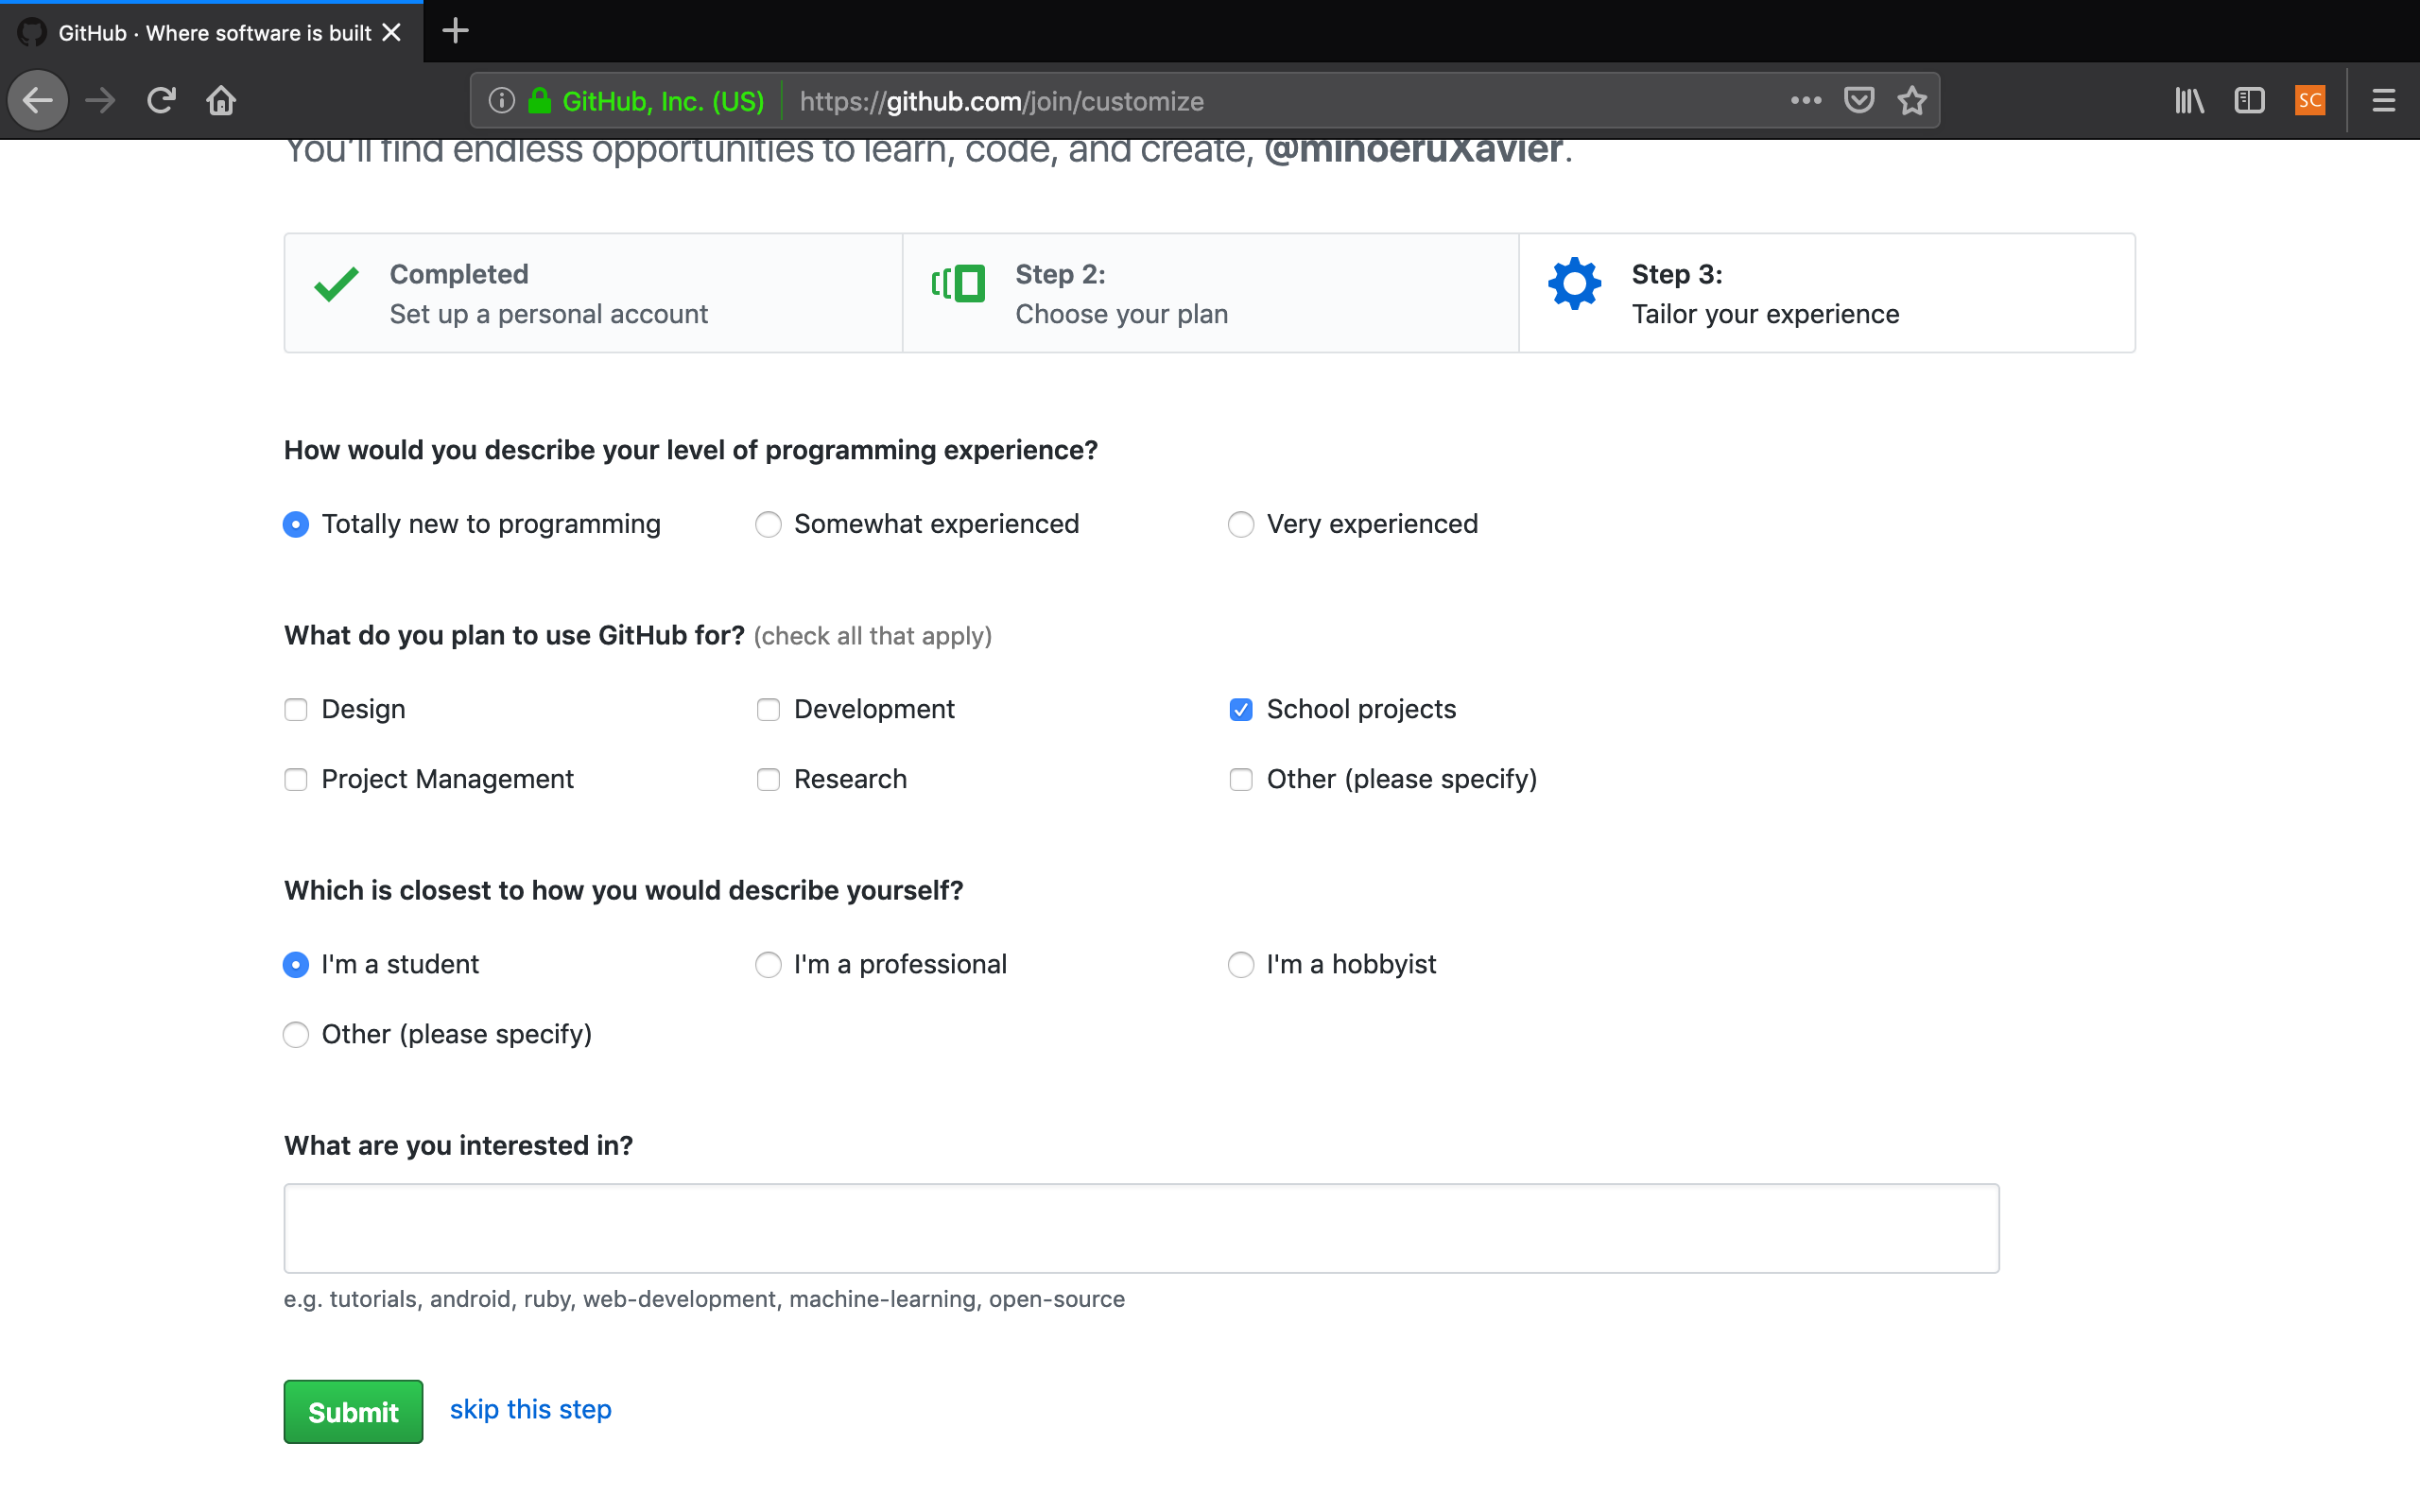 GitHub · Where software is built
GitHub, Inc. (US) https://github.com/join/customize
SC
You'll find endless opportunities to learn, code, and create, @minoeruXavier.
Completed
Set up a personal account
Step 2:
Choose your plan
Step 3:
Tailor your experience
How would you describe your level of programming experience?
Totally new to programming Somewhat experienced Very experienced
What do you plan to use GitHub for? (check all that apply)
Design Development School projects
Project Management Research Other (please specify)
Which is closest to how you would describe yourself?
I'm a student I'm a professional I'm a hobbyist
Other (please specify)
What are you interested in?
e.g. tutorials, android, ruby, web-development, machine-learning, open-source
Submit skip this step